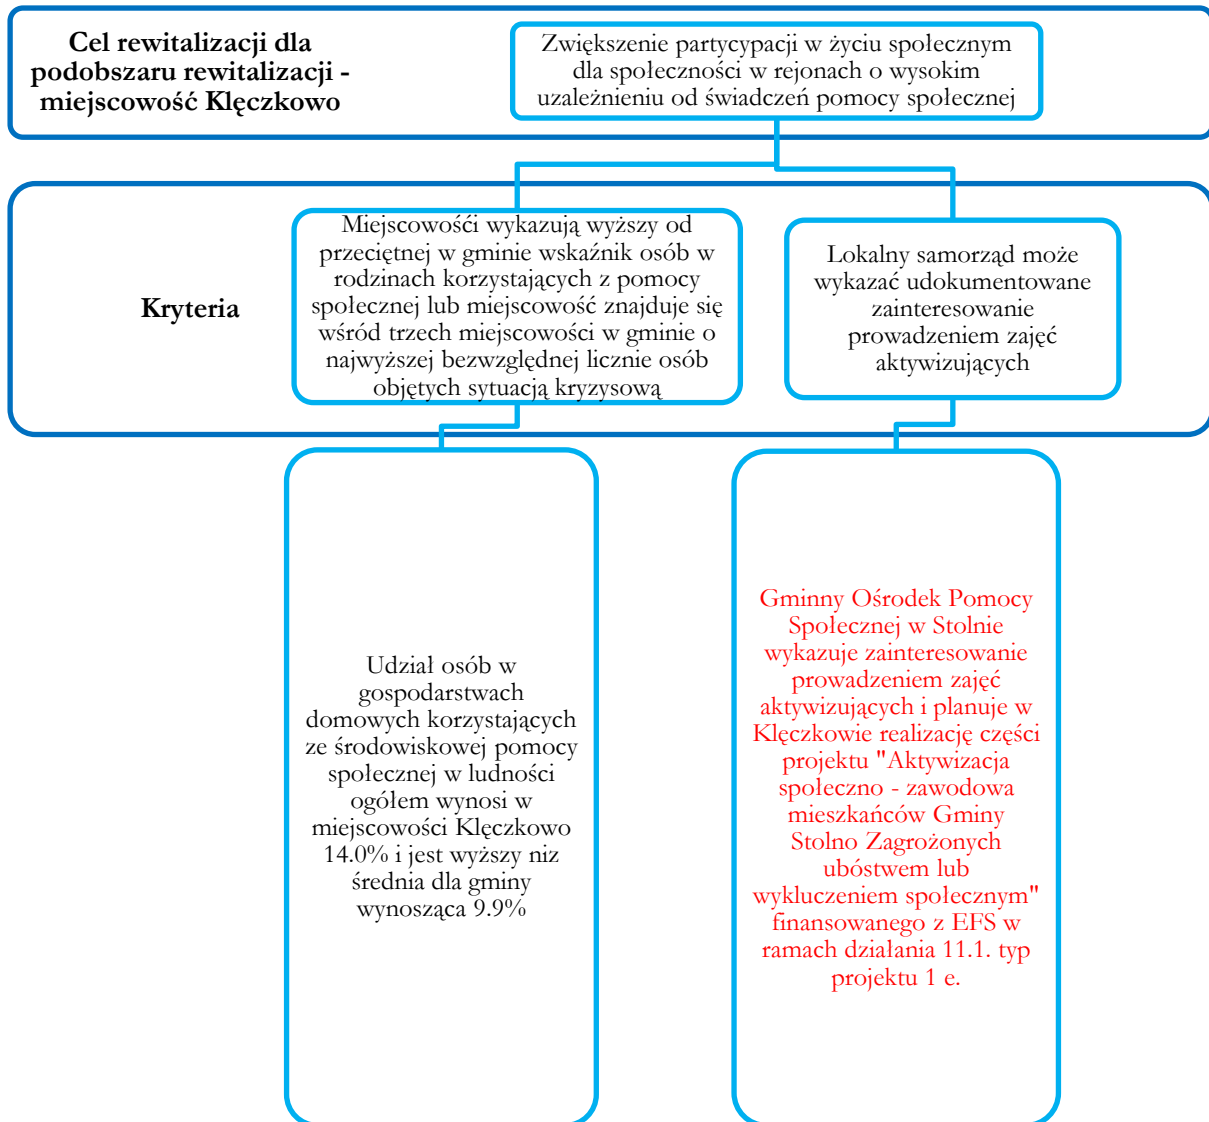 Cel rewitalizacji dla
podobszaru rewitalizacji -
miejscowość Klęczkowo
Zwiększenie partycypacji w życiu społecznym
dla społeczności w rejonach o wysokim
uzależnieniu od świadczeń pomocy społecznej
Kryteria
Miejscowośći wykazują wyższy od
przeciętnej w gminie wskaźnik osób w
rodzinach korzystających z pomocy
społecznej lub miejscowość znajduje się
wśród trzech miejscowości w gminie o
najwyższej bezwzględnej licznie osób
objętych sytuacją kryzysową
Lokalny samorząd może
wykazać udokumentowane
zainteresowanie
prowadzeniem zajęć
aktywizujących
Udział osób w
gospodarstwach
domowych korzystających
ze środowiskowej pomocy
społecznej w ludności
ogółem wynosi w
miejscowości Klęczkowo
14.0% i jest wyższy niz
średnia dla gminy
wynosząca 9.9%
Gminny Ośrodek Pomocy
Społecznej w Stolnie
wykazuje zainteresowanie
prowadzeniem zajęć
aktywizujących i planuje w
Klęczkowie realizację części
projektu "Aktywizacja
społeczno - zawodowa
mieszkańców Gminy
Stolno Zagrożonych
ubóstwem lub
wykluczeniem społecznym"
finansowanego z EFS w
ramach działania 11.1. typ
projektu 1 e.